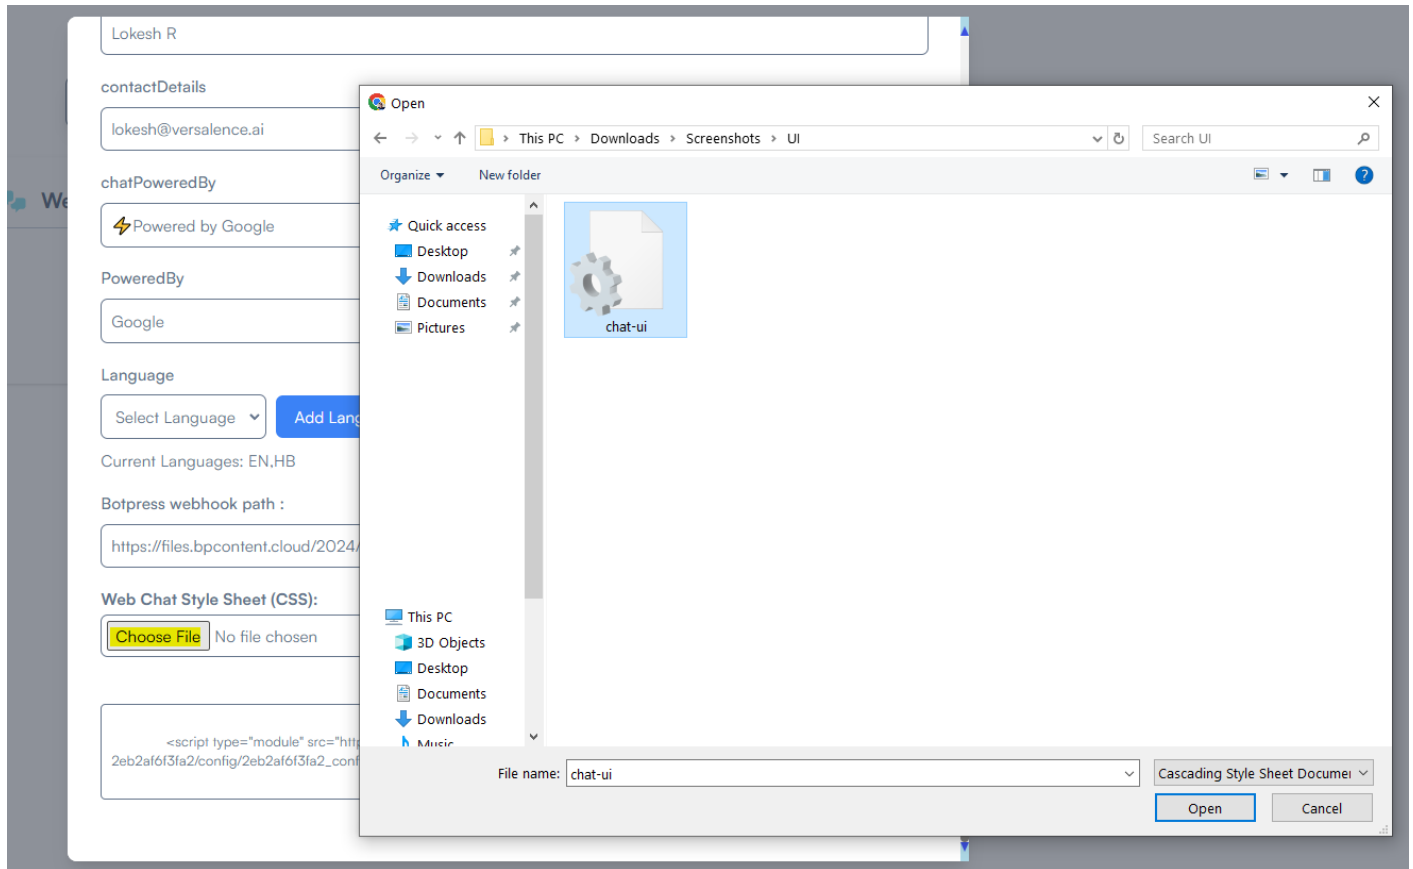 Lokesh R
contactDetails
lokesh@versalence.ai
chatPoweredBy
⚡Powered by Google
PoweredBy
Google
Language
Select Language
Add Lang
Current Languages: EN,HB
Botpress webhook path :
https://files.bpcontent.cloud/2024/
Web Chat Style Sheet (CSS):
Choose File No file chosen
<script type="module" src="http
2eb2af6f3fa2/config/2eb2af6f3fa2_conf
We
Open
This PC > Downloads > Screenshots > UI
Search UI
Organize
New folder
Quick access
Desktop
Downloads
Documents
Pictures
This PC
3D Objects
Desktop
Documents
Downloads
Music
chat-ui
File name: chat-ui
Cascading Style Sheet Documen
Open
Cancel